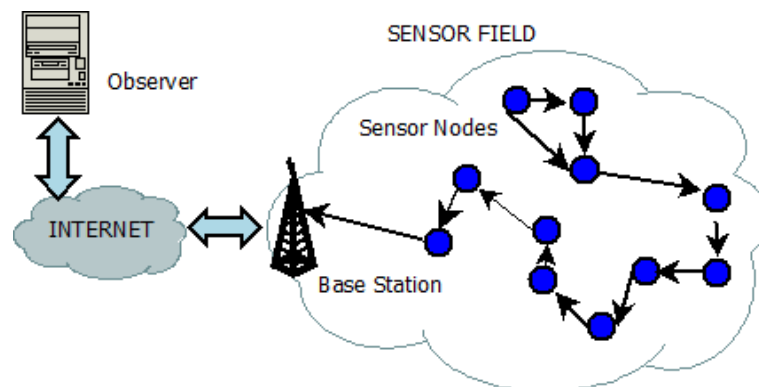 SENSOR FIELD
Observer
Sensor Nodes
INTERNET
Base Station